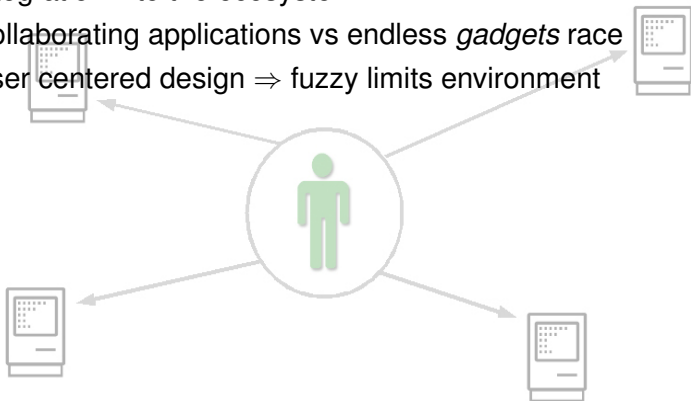 ollaborating applications vs endless gadgets race
ser centered design ⇒ fuzzy limits environment